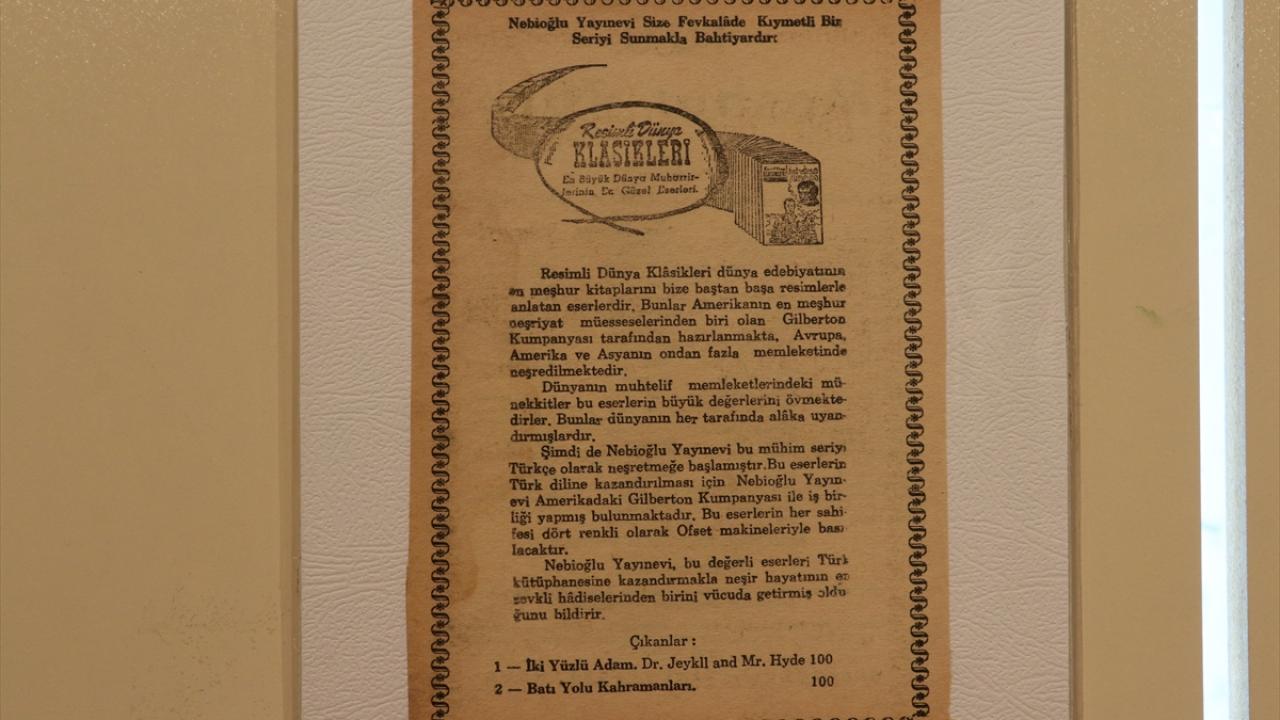 Nebioğlu Yayınevi Size Fevkalâde Kıymetli Bir
Seriyi Sunmakla Bahtiyardır:
Resimli Dünya
KLASİKLERİ
En Büyük Dünya Muharrir-
lerinin En Güzel Eserleri.
Resimli Dünya Klâsikleri dünya edebiyatının
en meşhur kitaplarını bize baştan başa resimlerle
anlatan eserlerdir. Bunlar Amerikanın en meşhur
neşriyat müesseselerinden biri olan Gilberton
Kumpanyası tarafından hazırlanmakta, Avrupa,
Amerika ve Asyanın ondan fazla memleketinde
neşredilmektedir.
Dünyanın muhtelif memleketlerindeki mü-
nekkitler bu eserlerin büyük değerlerini övmekte-
dirler. Bunlar dünyanın her tarafında alâka uyan-
dırmışlardır.
Şimdi de Nebioğlu Yayınevi bu mühim seriyi
Türkçe olarak neşretmeğe başlamıştır.Bu eserlerin
Türk diline kazandırılması için Nebioğlu Yayın-
evi Amerikadaki Gilberton Kumpanyası ile iş bir-
liği yapmış bulunmaktadır. Bu eserlerin her sahi-
fesi dört renkli olarak Ofset makineleriyle bası
lacaktır.
Nebioğlu Yayınevi, bu değerli eserleri Türk
kütüphanesine kazandırmakla neşir hayatının en
zevkli hâdiselerinden birini vücuda getirmiş oldu
ğunu bildirir.
Çıkanlar :
1 — İki Yüzlü Adam. Dr. Jeykll and Mr. Hyde 100
2 — Batı Yolu Kahramanları. 100